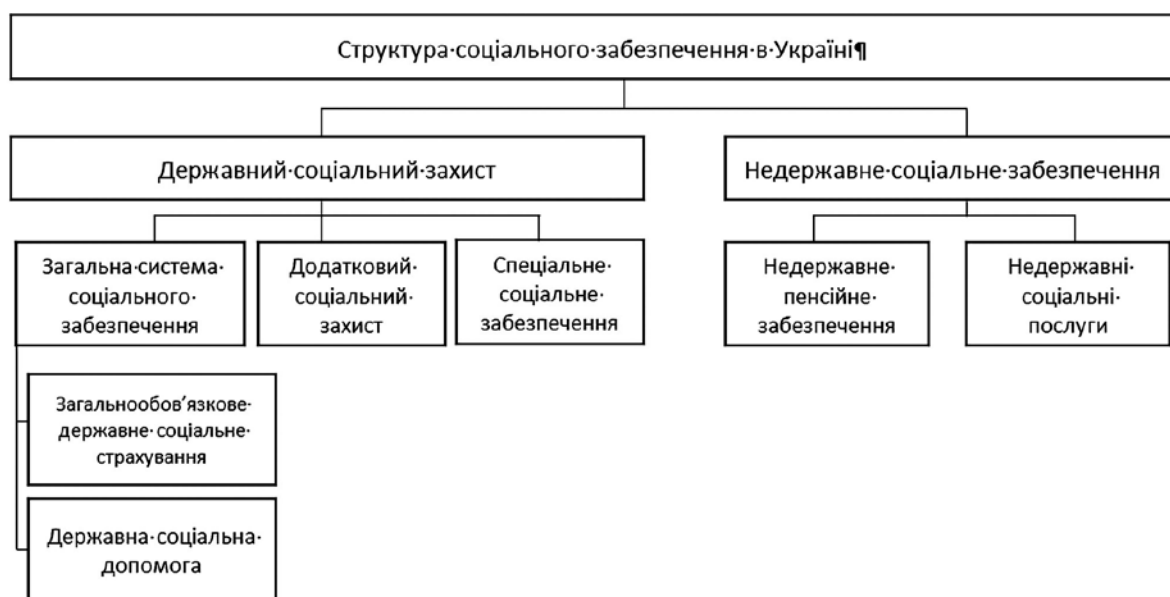 Структура·соціального·забезпечення·в·Україні¶
Державний·соціальний·захист
Недержавне·соціальне·забезпечення
Загальна·система·
соціального·
забезпечення
Додатковий·
соціальний·
захист
Спеціальне·
соціальне·
забезпечення
Недержавне·
пенсійне·
забезпечення
Недержавні·
соціальні·
послуги
Загальнообов'язкове·
державне·соціальне·
страхування
Державна·соціальна·
допомога